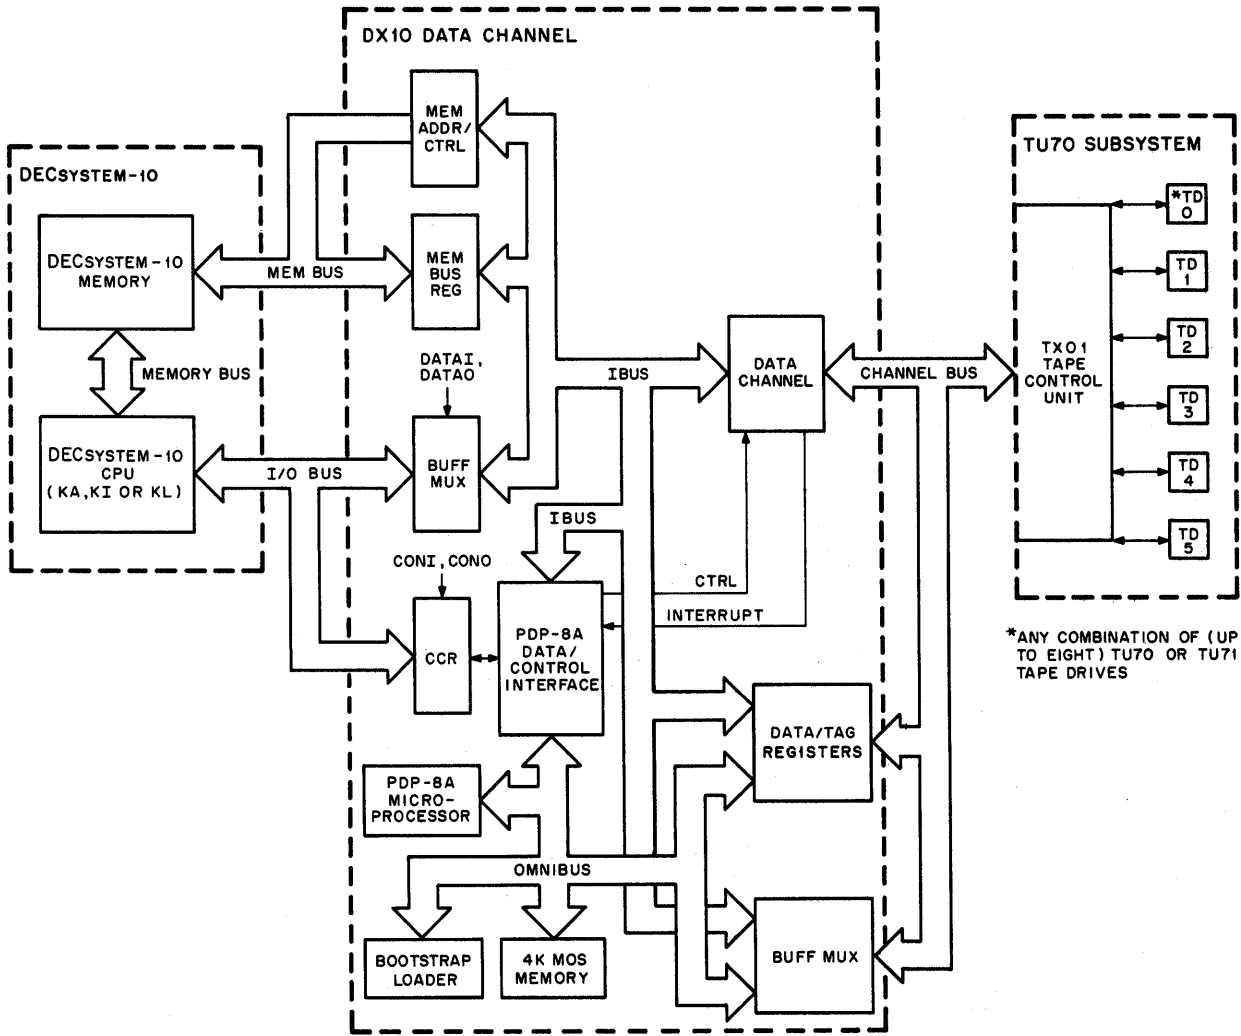 DX10 DATA CHANNEL
MEM
ADDR/
CTRL
DECSYSTEM-10
DECSYSTEM-10
MEMORY
MEM BUS
MEM
BUS
REG
MEMORY BUS
DATAI,
DATAO
IBUS
DATA
CHANNEL
CHANNEL BUS
DECSYSTEM-10
CPU
(KA,KI OR KL)
I/O BUS
BUFF
MUX
IBUS
CONI,CONO
CTRL
INTERRUPT
CCR
PDP-8A
DATA/
CONTROL
INTERFACE
DATA/TAG
REGISTERS
PDP-8A
MICRO-
PROCESSOR
OMNIBUS
BOOTSTRAP
LOADER
4K MOS
MEMORY
BUFF MUX
TU70 SUBSYSTEM
TX01
TAPE
CONTROL
UNIT
*TD
0
TD
1
TD
2
TD
3
TD
4
TD
5
*ANY COMBINATION OF (UP
TO EIGHT) TU70 OR TU71
TAPE DRIVES